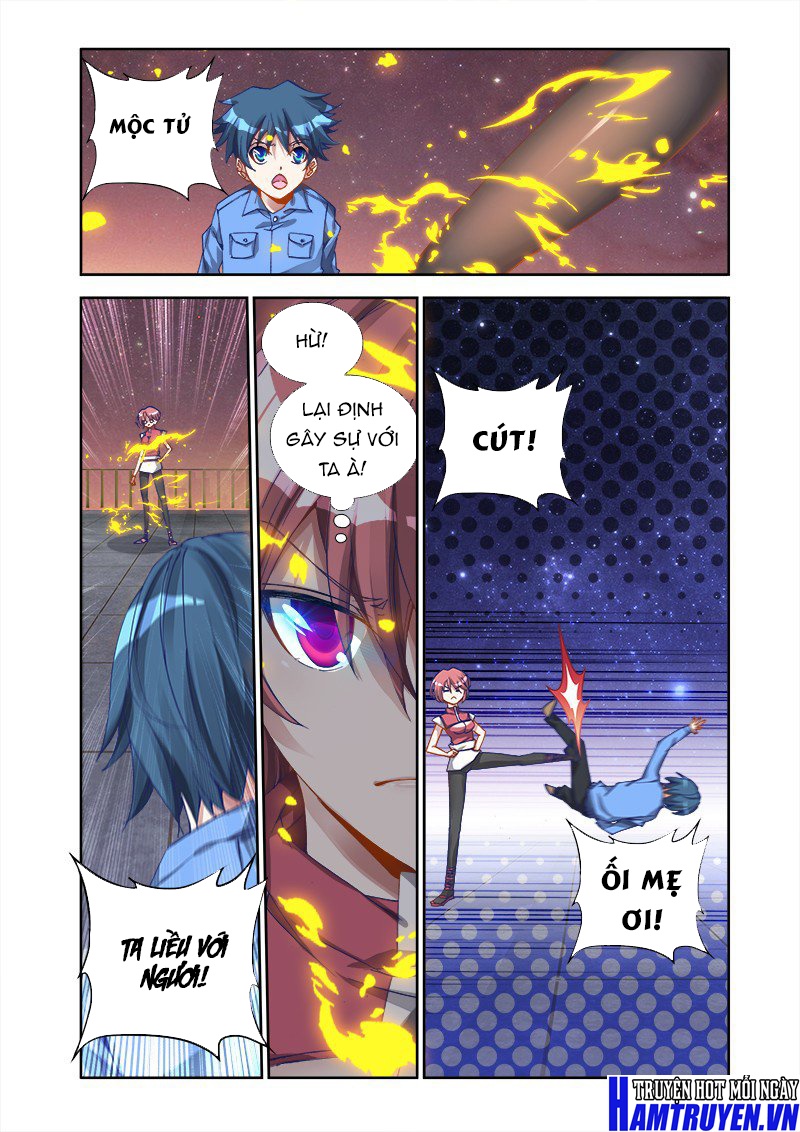 MỘC TỬ
HỪ!
LẠI ĐỊNH
GÂY SỰ VỚI
TA À!
CÚT!
TA LIỀU VỚI
NGƯƠI!
ỐI MẸ
ƠI!
TRUYỆN HOT MỖI NGÀY
HAMTRUYEN.VN